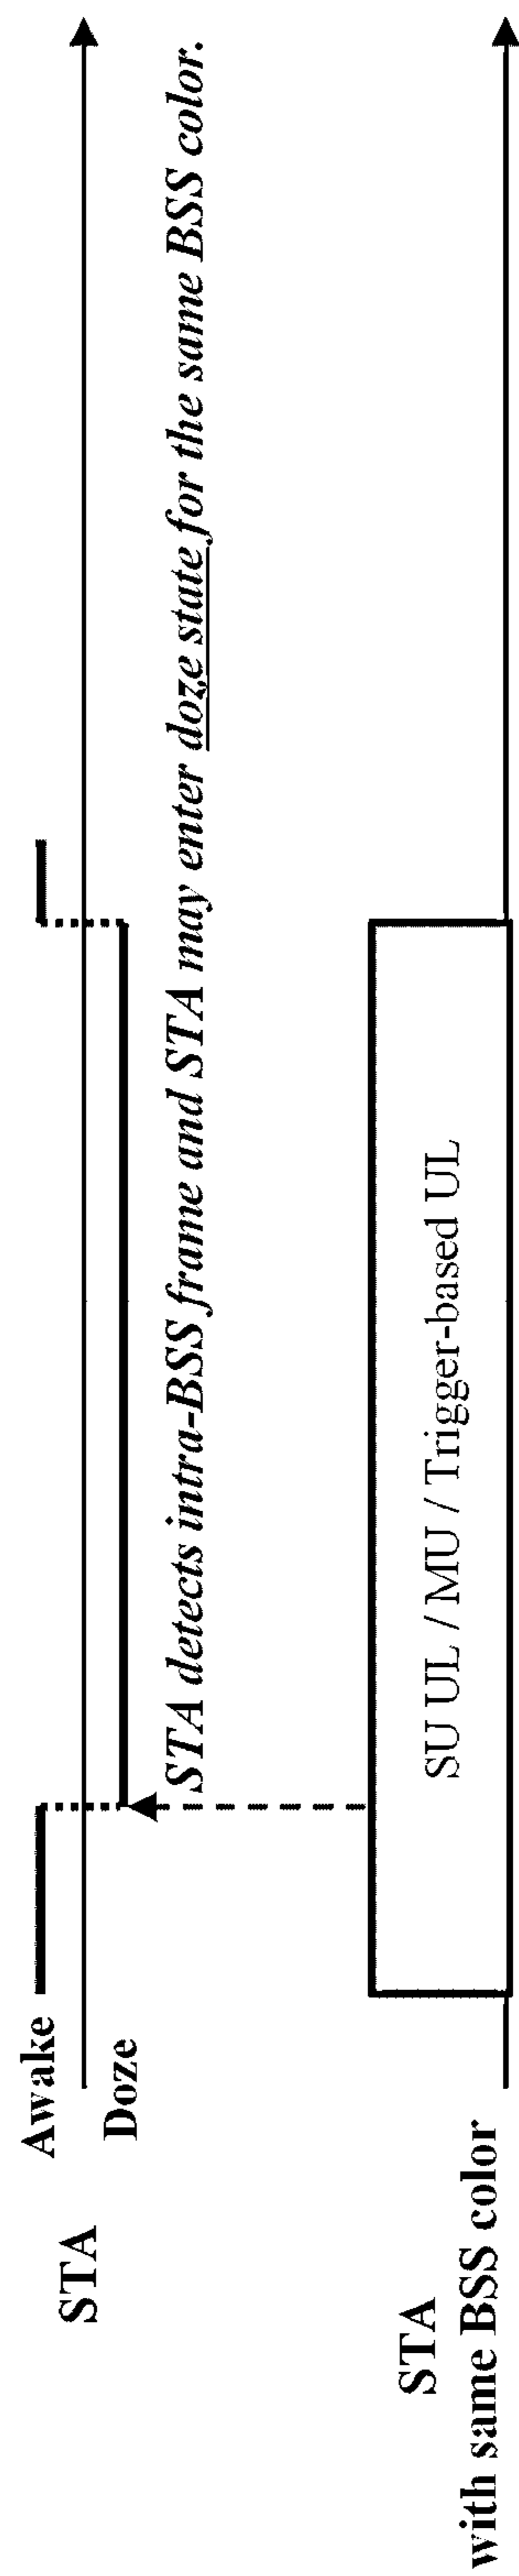 Awake
STA
Doze
STA detects intra-BSS frame and STA may enter doze state for the same BSS color.
SU UL / MU / Trigger-based UL
STA
with same BSS color